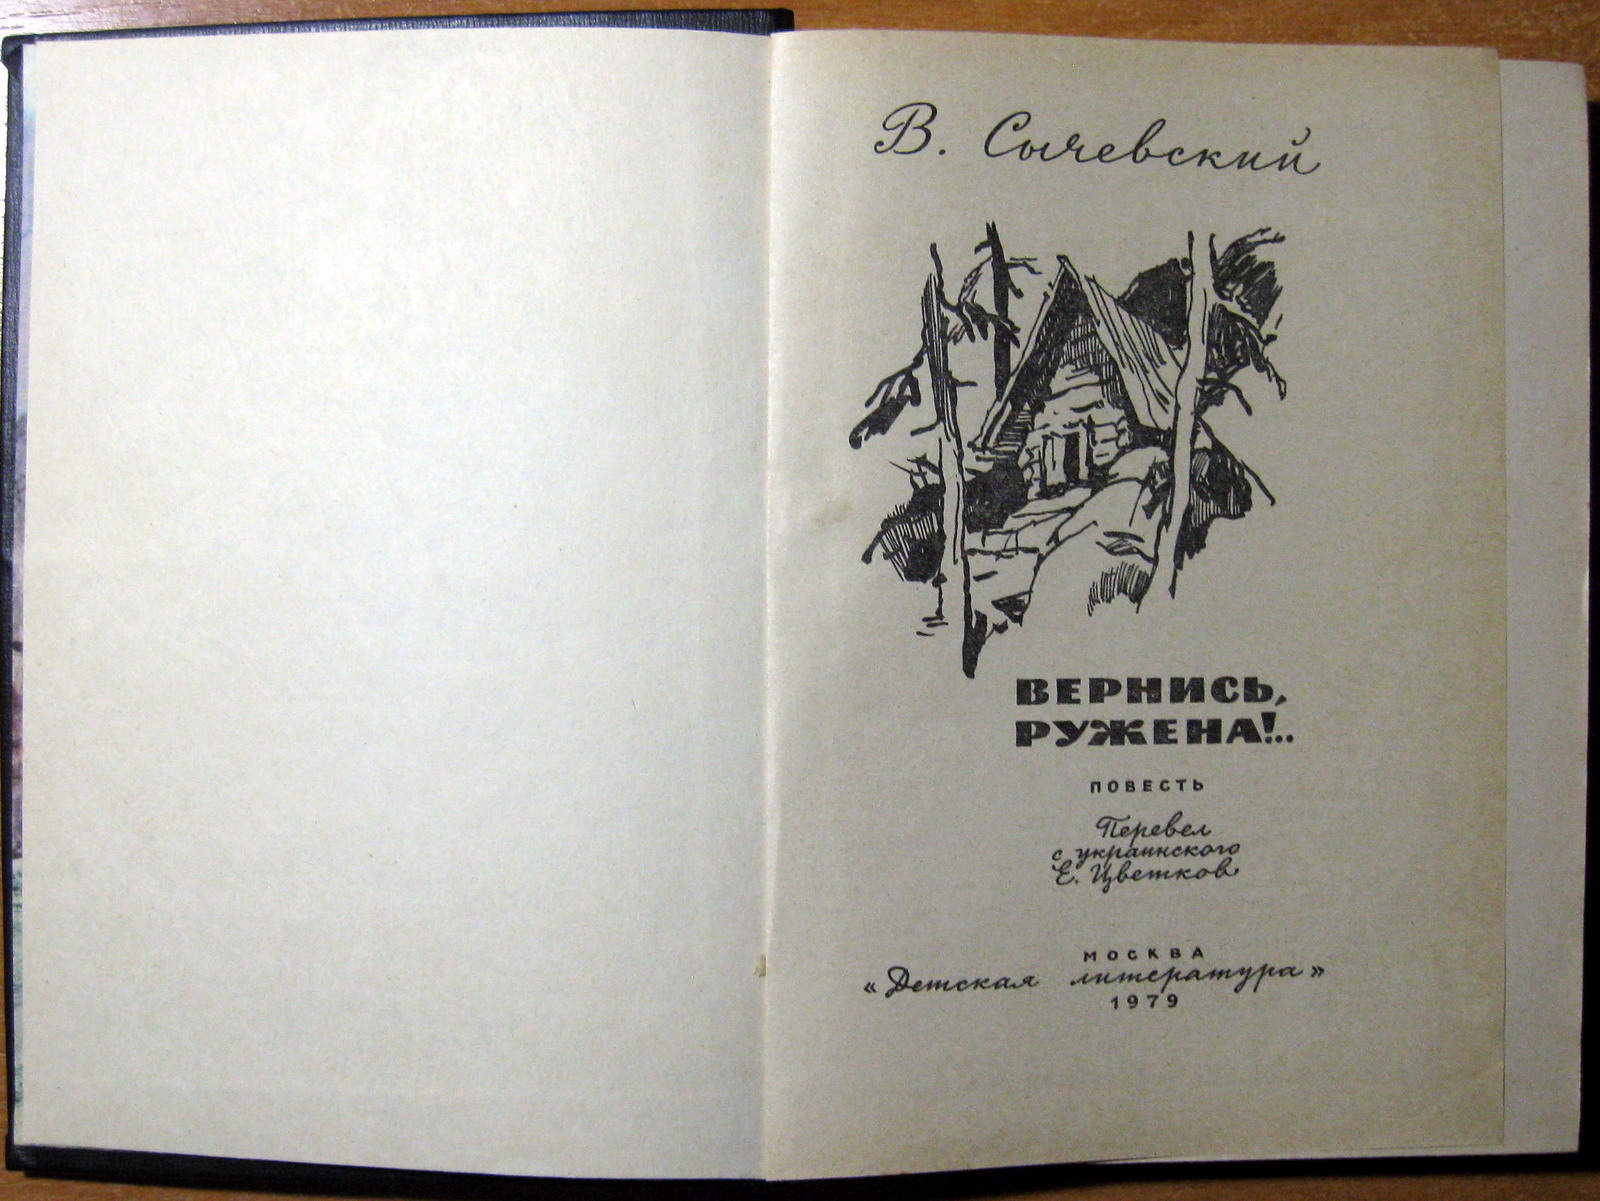 В. Сычевский
ВЕРНИСЬ,
РУЖЕНА!..
ПОВЕСТЬ
Перевел
с украинского
Е. Цветков
МОСКВА
«Детская литература»
1979